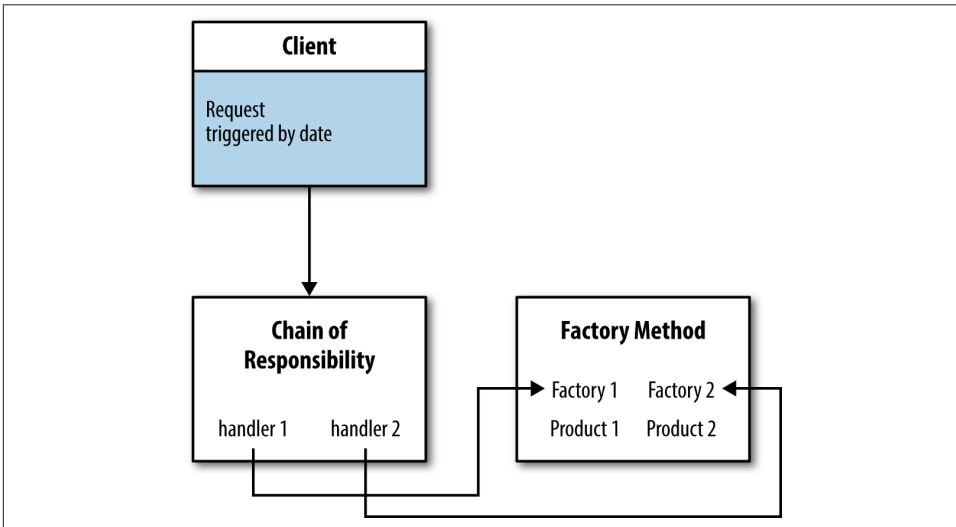 Client
Request
triggered by date
Chain of
Responsibility
handler 1 handler 2
Factory Method
Factory 1 Factory 2
Product 1 Product 2